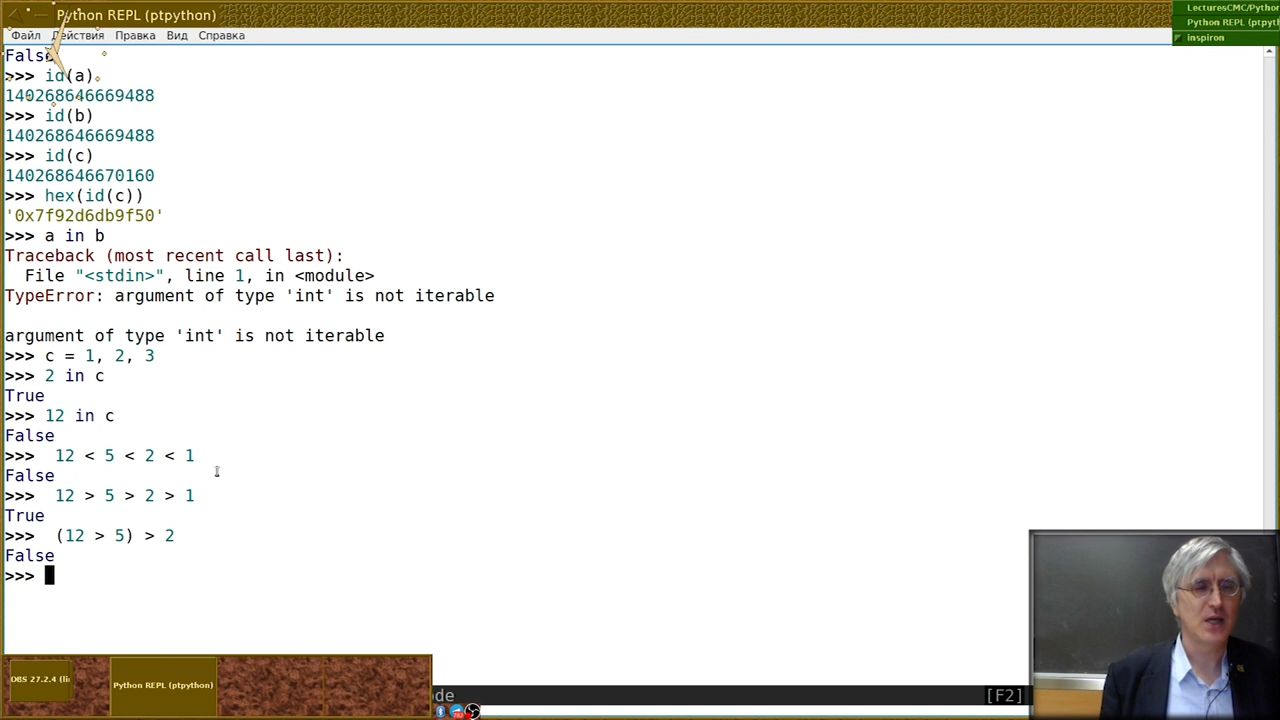 Python REPL (ptpython)
LecturesCMC/Python
Python REPL (ptpyth
inspiron
Файл Действия Правка Вид Справка
False
>>> id(a)
140268646669488
>>> id(b)
140268646669488
>>> id(c)
140268646670160
>>> hex(id(c))
'0x7f92d6db9f50'
>>> a in b
Traceback (most recent call last):
File "<stdin>", line 1, in <module>
TypeError: argument of type 'int' is not iterable
argument of type 'int' is not iterable
>>> c = 1, 2, 3
>>> 2 in c
True
>>> 12 in c
False
>>>  12 < 5 < 2 < 1
False
>>>  12 > 5 > 2 > 1
True
>>>  (12 > 5) > 2
False
>>>
OBS 27.2.4 (li
Python REPL (ptpython)
ode
[F2]